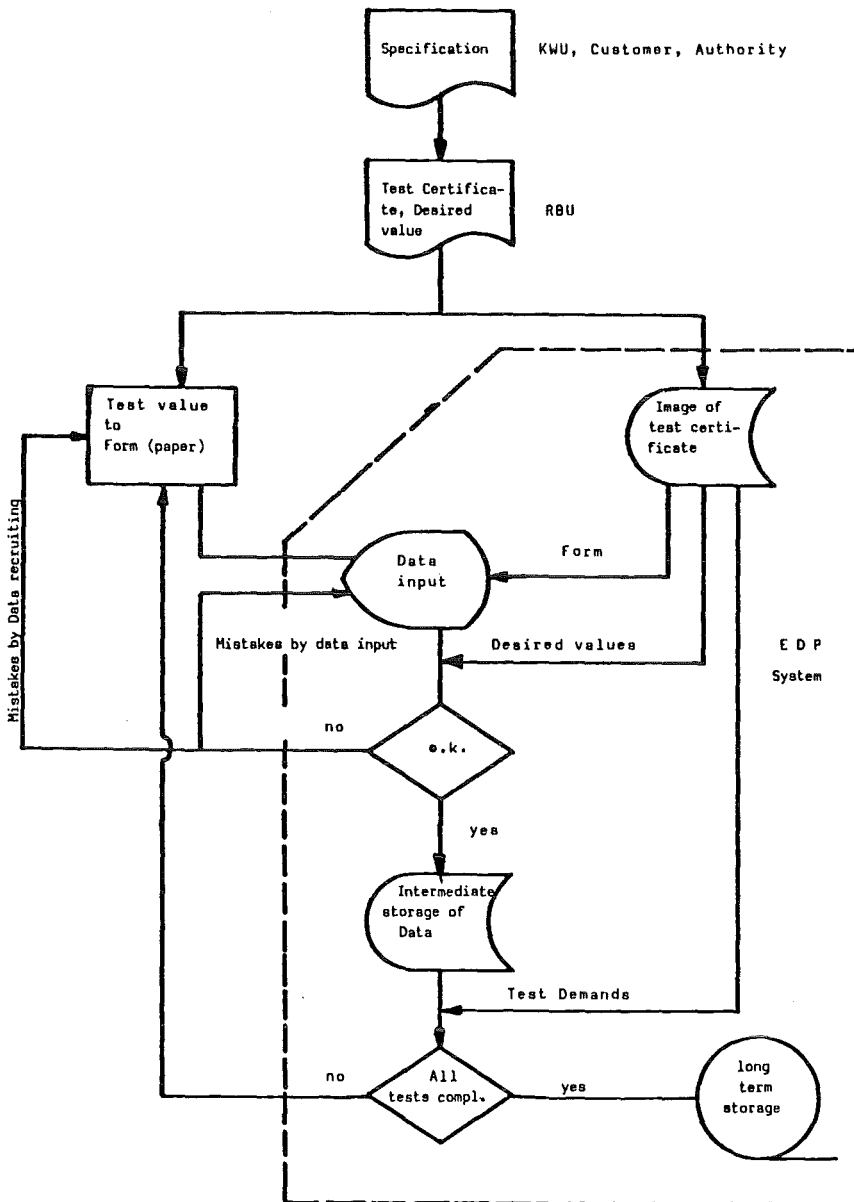 Specification
KWU, Customer, Authority
Test Certifica-
te, Desired
value
RBU
Test value
to
Form (paper)
Image of
test certi-
ficate
Mistakes by Data recruiting
Data
input
Form
Mistakes by data input
Desired values
E D P
System
no
o.k.
yes
Intermediate
storage of
Data
Test Demands
no
All
tests compl.
yes
long
term
storage